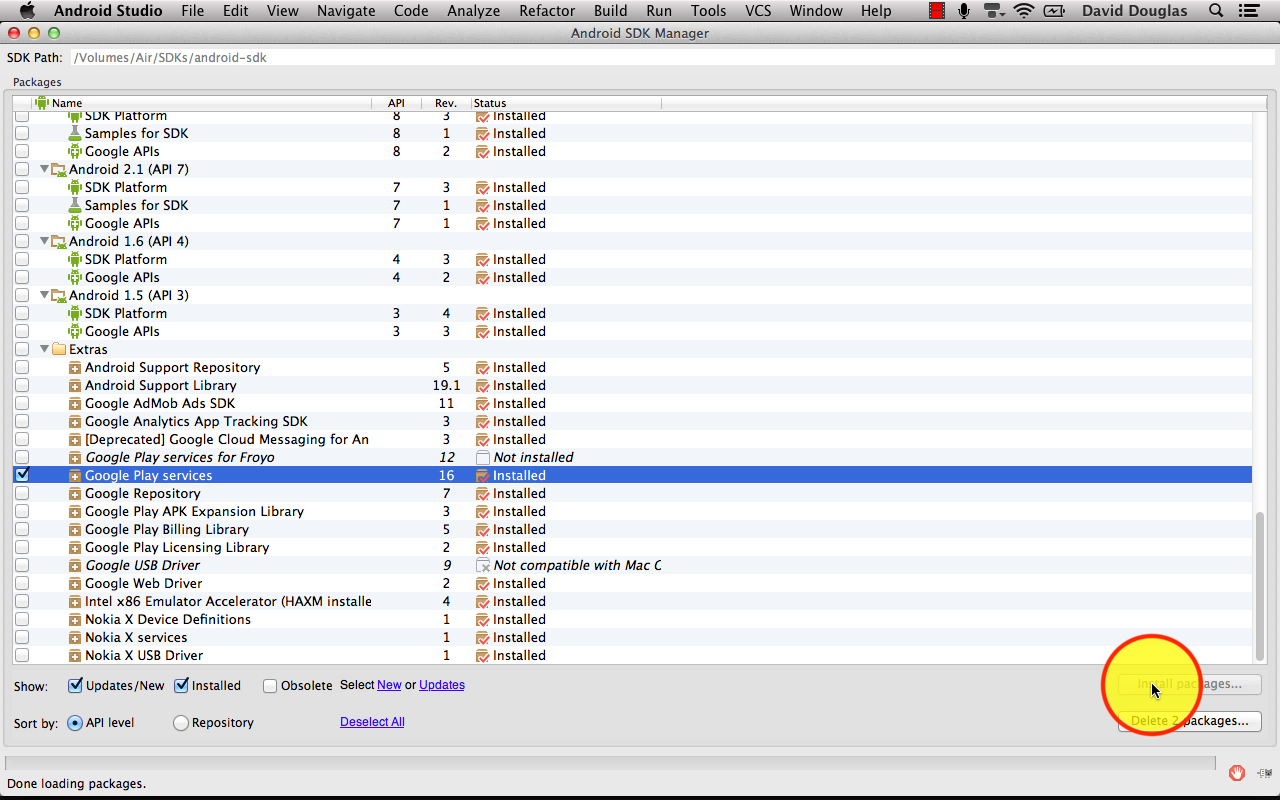 Android Studio File Edit View Navigate Code Analyze Refactor Build Run Tools VCS Window Help David Douglas
Android SDK Manager
SDK Path: /Volumes/Air/SDKs/android-sdk
Packages
Name API Rev. Status
SDK Platform 8 3 Installed
Samples for SDK 8 1 Installed
Google APIs 8 2 Installed
Android 2.1 (API 7)
SDK Platform 7 3 Installed
Samples for SDK 7 1 Installed
Google APIs 7 1 Installed
Android 1.6 (API 4)
SDK Platform 4 3 Installed
Google APIs 4 2 Installed
Android 1.5 (API 3)
SDK Platform 3 4 Installed
Google APIs 3 3 Installed
Extras
Android Support Repository 5 Installed
Android Support Library 19.1 Installed
Google AdMob Ads SDK 11 Installed
Google Analytics App Tracking SDK 3 Installed
[Deprecated] Google Cloud Messaging for An 3 Installed
Google Play services for Froyo 12 Not installed
Google Play services 16 Installed
Google Repository 7 Installed
Google Play APK Expansion Library 3 Installed
Google Play Billing Library 5 Installed
Google Play Licensing Library 2 Installed
Google USB Driver 9 Not compatible with Mac O
Google Web Driver 2 Installed
Intel x86 Emulator Accelerator (HAXM installe 4 Installed
Nokia X Device Definitions 1 Installed
Nokia X services 1 Installed
Nokia X USB Driver 1 Installed
Show: Updates/New Installed Obsolete Select New or Updates Install packages...
Sort by: API level Repository Deselect All Delete 2 packages...
Done loading packages.